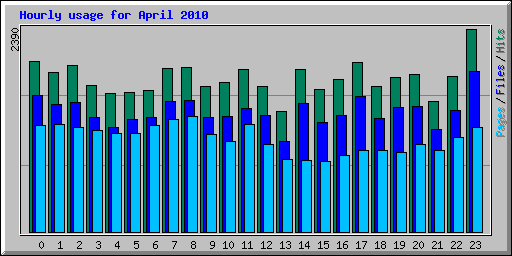 Hourly usage for April 2010
2390
Pages / Files / Hits
0 1 2 3 4 5 6 7 8 9 10 11 12 13 14 15 16 17 18 19 20 21 22 23